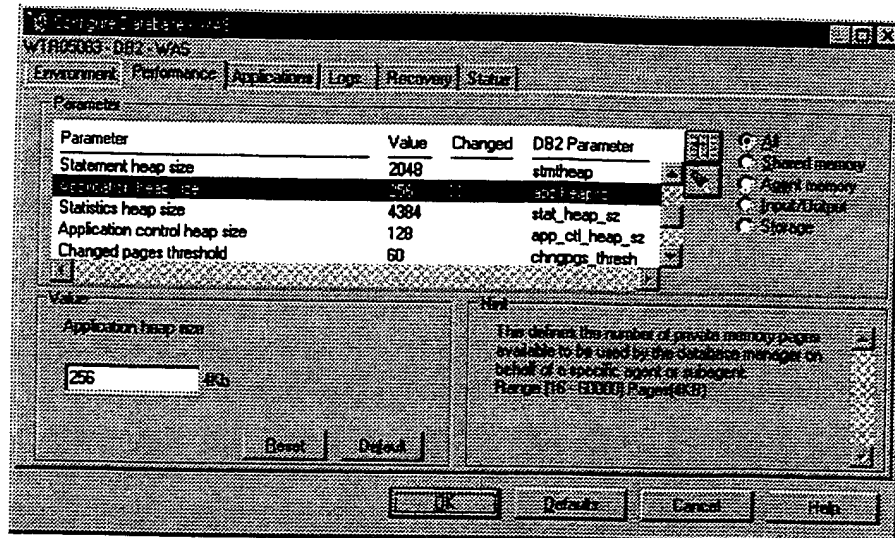 Configure Database - WAS
WTR05083 - DB2 - WAS
Environment Performance Applications Logs Recovery Status
Parameter
Parameter Value Changed DB2 Parameter
Statement heap size 2048 stmtheap
Application heap size 256 applheapsz
Statistics heap size 4384 stat_heap_sz
Application control heap size 128 app_ctl_heap_sz
Changed pages threshold 60 chngpgs_thresh
All
Shared memory
Agent memory
Input/Output
Storage
Value
Application heap size
256 4Kb
Reset Default
Hint
This defines the number of private memory pages
available to be used by the database manager on
behalf of a specific agent or subagent.
Range [16 - 60000] Pages(4KB)
OK Defaults Cancel Help